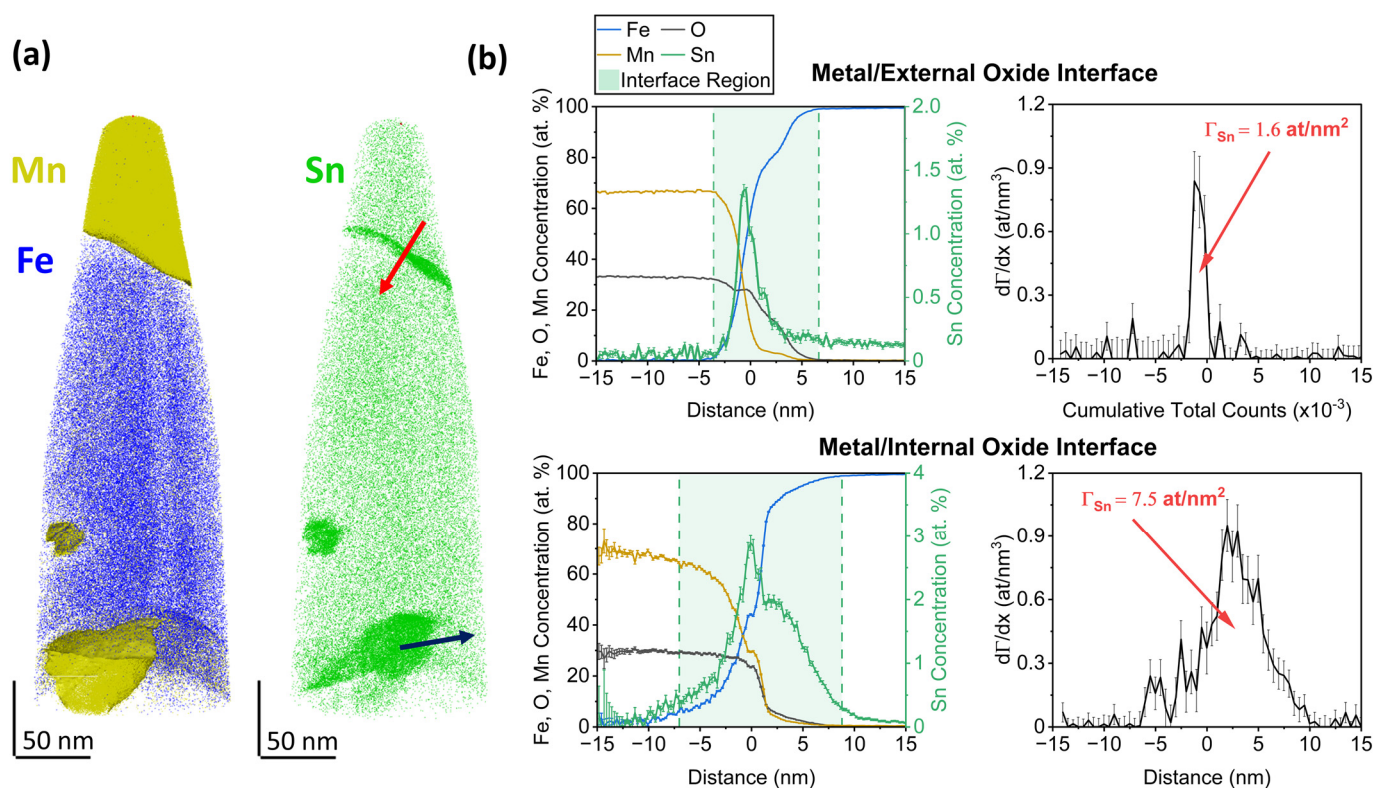 (a)
Mn
Fe
Sn
50 nm
50 nm
(b)
Fe O
Mn Sn
Interface Region
Metal/External Oxide Interface
Fe, O, Mn Concentration (at. %)
100
80
60
40
20
0
2.0
1.5
1.0
0.5
0
Sn Concentration (at. %)
−15 −10 −5 0 5 10 15
Distance (nm)
dΓ/dx (at/nm³)
1.2
0.9
0.6
0.3
0
Γ_Sn = 1.6 at/nm²
−15 −10 −5 0 5 10 15
Cumulative Total Counts (x10⁻³)
Metal/Internal Oxide Interface
Fe, O, Mn Concentration (at. %)
100
80
60
40
20
0
4
3
2
1
0
Sn Concentration (at. %)
−15 −10 −5 0 5 10 15
Distance (nm)
dΓ/dx (at/nm³)
1.2
0.9
0.6
0.3
0
Γ_Sn = 7.5 at/nm²
−15 −10 −5 0 5 10 15
Distance (nm)